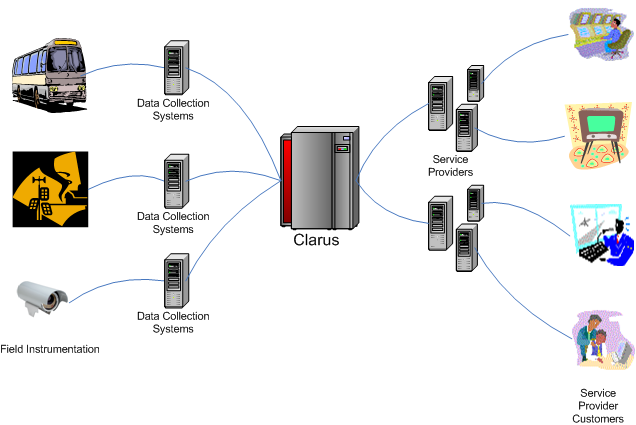 Data Collection
Systems
Data Collection
Systems
Data Collection
Systems
Field Instrumentation
Clarus
Service
Providers
Service
Provider
Customers